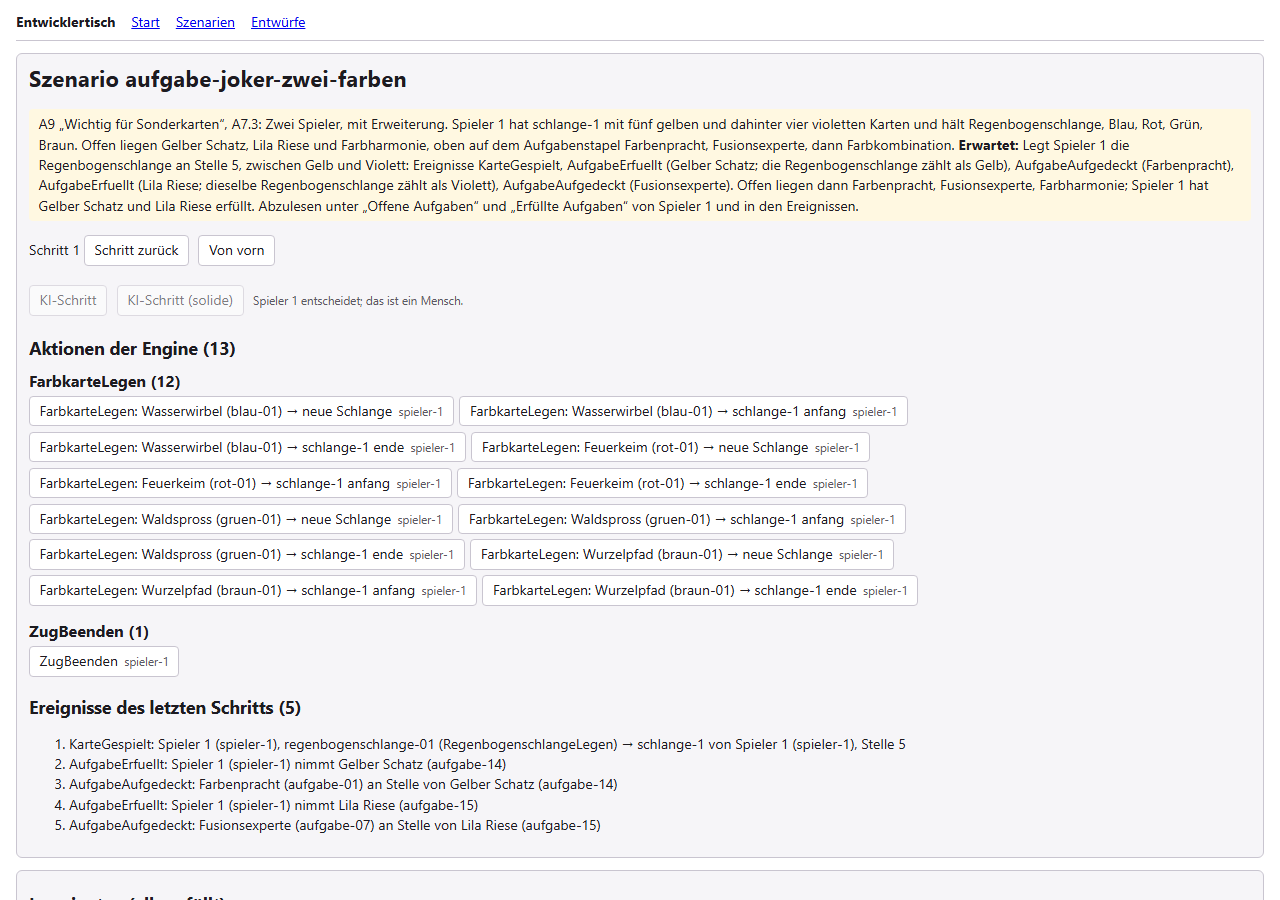 Entwicklertisch Start Szenarien Entwürfe
Szenario aufgabe-joker-zwei-farben
A9 „Wichtig für Sonderkarten“, A7.3: Zwei Spieler, mit Erweiterung. Spieler 1 hat schlange-1 mit fünf gelben und dahinter vier violetten Karten und hält Regenbogenschlange, Blau, Rot, Grün,
Braun. Offen liegen Gelber Schatz, Lila Riese und Farbharmonie, oben auf dem Aufgabenstapel Farbenpracht, Fusionsexperte, dann Farbkombination. Erwartet: Legt Spieler 1 die
Regenbogenschlange an Stelle 5, zwischen Gelb und Violett: Ereignisse KarteGespielt, AufgabeErfuellt (Gelber Schatz; die Regenbogenschlange zählt als Gelb), AufgabeAufgedeckt (Farbenpracht),
AufgabeErfuellt (Lila Riese; dieselbe Regenbogenschlange zählt als Violett), AufgabeAufgedeckt (Fusionsexperte). Offen liegen dann Farbenpracht, Fusionsexperte, Farbharmonie; Spieler 1 hat
Gelber Schatz und Lila Riese erfüllt. Abzulesen unter „Offene Aufgaben“ und „Erfüllte Aufgaben“ von Spieler 1 und in den Ereignissen.
Schritt 1 Schritt zurück Von vorn
KI-Schritt KI-Schritt (solide) Spieler 1 entscheidet; das ist ein Mensch.
Aktionen der Engine (13)
FarbkarteLegen (12)
FarbkarteLegen: Wasserwirbel (blau-01) → neue Schlange spieler-1 FarbkarteLegen: Wasserwirbel (blau-01) → schlange-1 anfang spieler-1
FarbkarteLegen: Wasserwirbel (blau-01) → schlange-1 ende spieler-1 FarbkarteLegen: Feuerkeim (rot-01) → neue Schlange spieler-1
FarbkarteLegen: Feuerkeim (rot-01) → schlange-1 anfang spieler-1 FarbkarteLegen: Feuerkeim (rot-01) → schlange-1 ende spieler-1
FarbkarteLegen: Waldspross (gruen-01) → neue Schlange spieler-1 FarbkarteLegen: Waldspross (gruen-01) → schlange-1 anfang spieler-1
FarbkarteLegen: Waldspross (gruen-01) → schlange-1 ende spieler-1 FarbkarteLegen: Wurzelpfad (braun-01) → neue Schlange spieler-1
FarbkarteLegen: Wurzelpfad (braun-01) → schlange-1 anfang spieler-1 FarbkarteLegen: Wurzelpfad (braun-01) → schlange-1 ende spieler-1
ZugBeenden (1)
ZugBeenden spieler-1
Ereignisse des letzten Schritts (5)
1. KarteGespielt: Spieler 1 (spieler-1), regenbogenschlange-01 (RegenbogenschlangeLegen) → schlange-1 von Spieler 1 (spieler-1), Stelle 5
2. AufgabeErfuellt: Spieler 1 (spieler-1) nimmt Gelber Schatz (aufgabe-14)
3. AufgabeAufgedeckt: Farbenpracht (aufgabe-01) an Stelle von Gelber Schatz (aufgabe-14)
4. AufgabeErfuellt: Spieler 1 (spieler-1) nimmt Lila Riese (aufgabe-15)
5. AufgabeAufgedeckt: Fusionsexperte (aufgabe-07) an Stelle von Lila Riese (aufgabe-15)